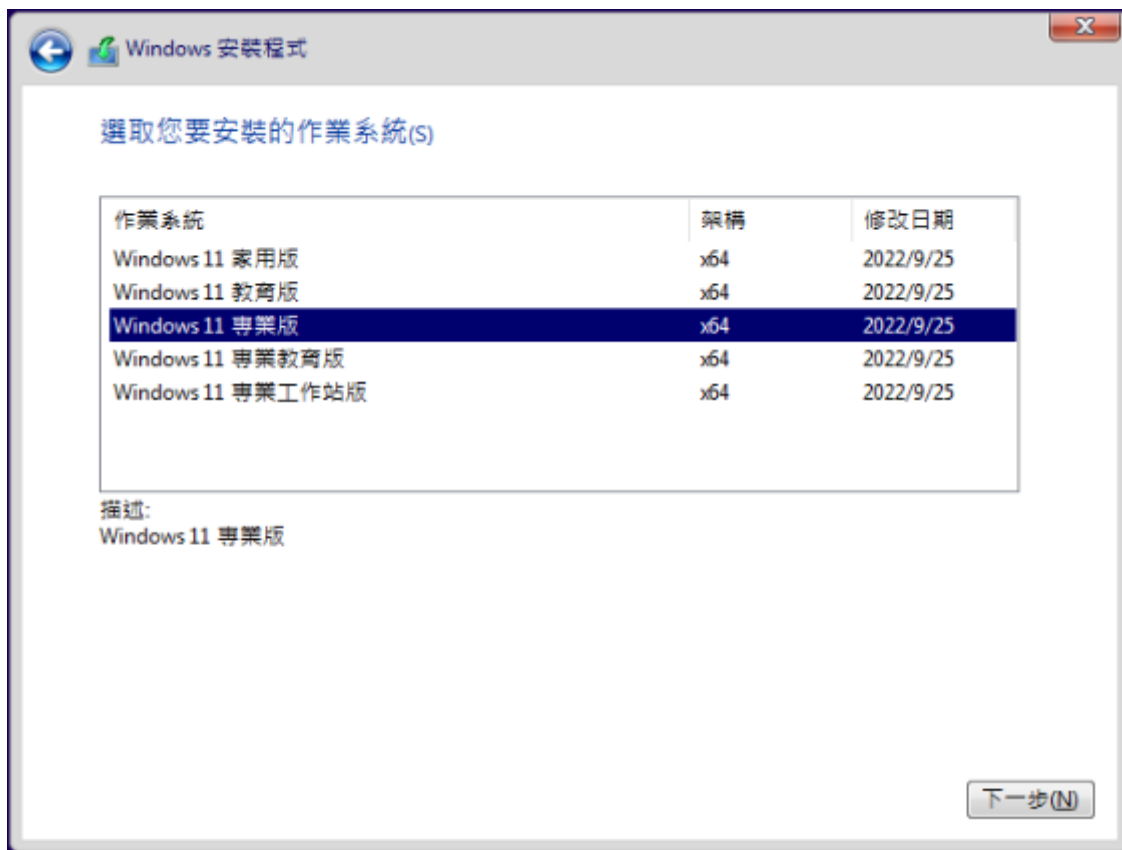 Windows 安裝程式
選取您要安裝的作業系統(S)
作業系統 架構 修改日期
Windows 11 家用版 x64 2022/9/25
Windows 11 教育版 x64 2022/9/25
Windows 11 專業版 x64 2022/9/25
Windows 11 專業教育版 x64 2022/9/25
Windows 11 專業工作站版 x64 2022/9/25
描述:
Windows 11 專業版
下一步(N)